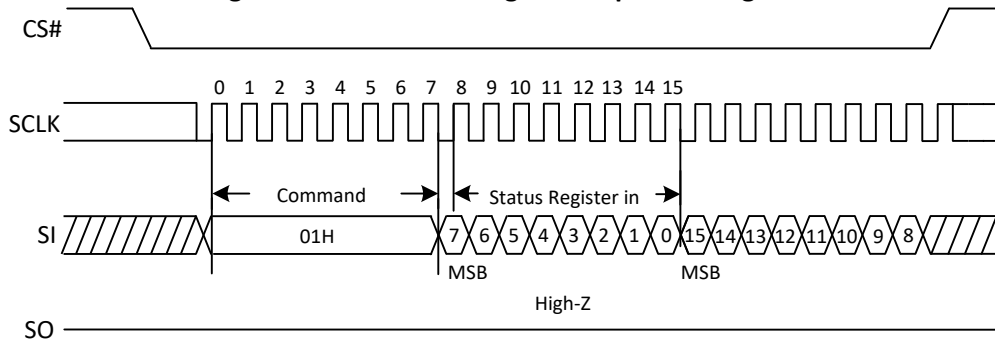 CS#
0 1 2 3 4 5 6 7 8 9 10 11 12 13 14 15
SCLK
Command Status Register in
SI 01H 7 6 5 4 3 2 1 0 15 14 13 12 11 10 9 8
MSB MSB
High-Z
SO